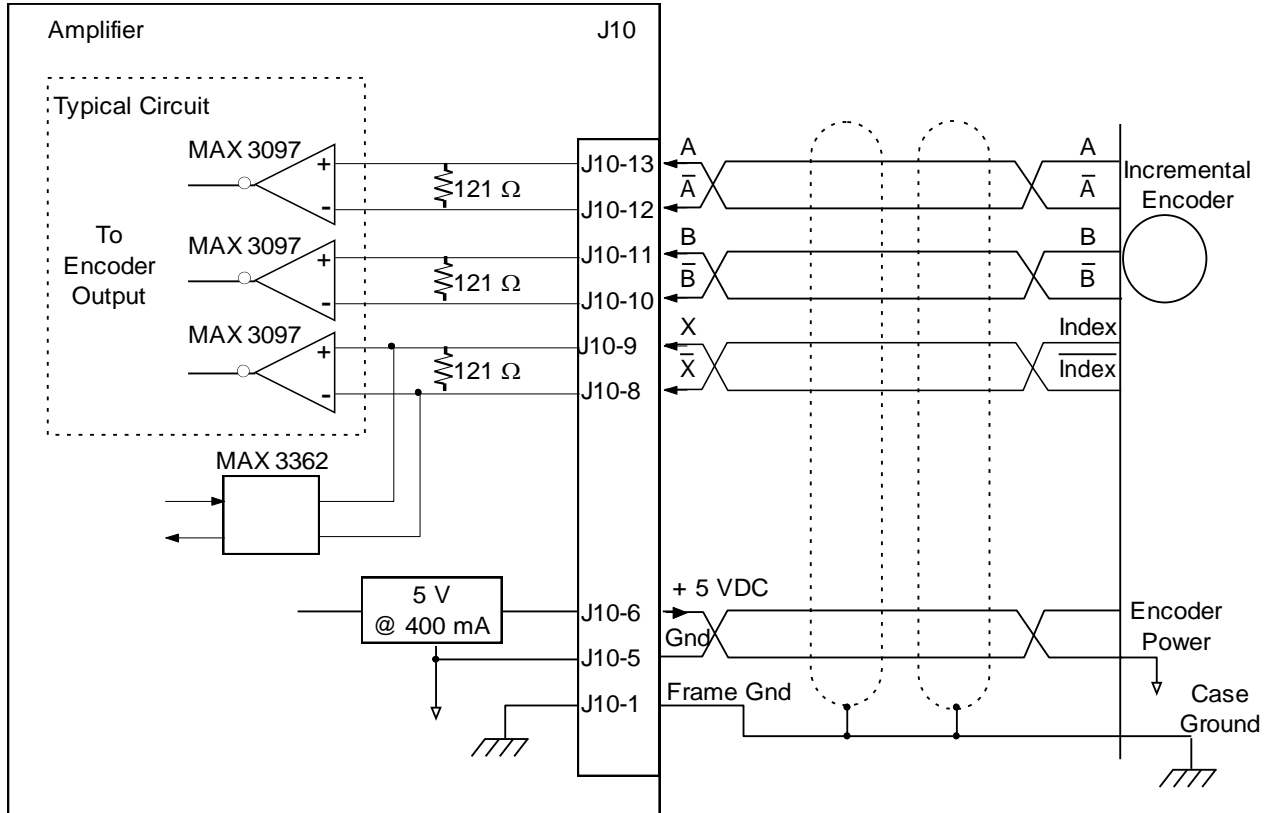 Amplifier
J10
Typical Circuit
MAX 3097
+
-
121 Ω
J10-13
J10-12
A
A̅
A
A̅
Incremental
Encoder
To
Encoder
Output
MAX 3097
+
-
121 Ω
J10-11
J10-10
B
B̅
B
B̅
MAX 3097
+
-
121 Ω
J10-9
J10-8
X
X̅
Index
I̅n̅d̅e̅x̅
MAX 3362
5 V
@ 400 mA
J10-6
J10-5
J10-1
+ 5 VDC
Gnd
Frame Gnd
Encoder
Power
Case
Ground